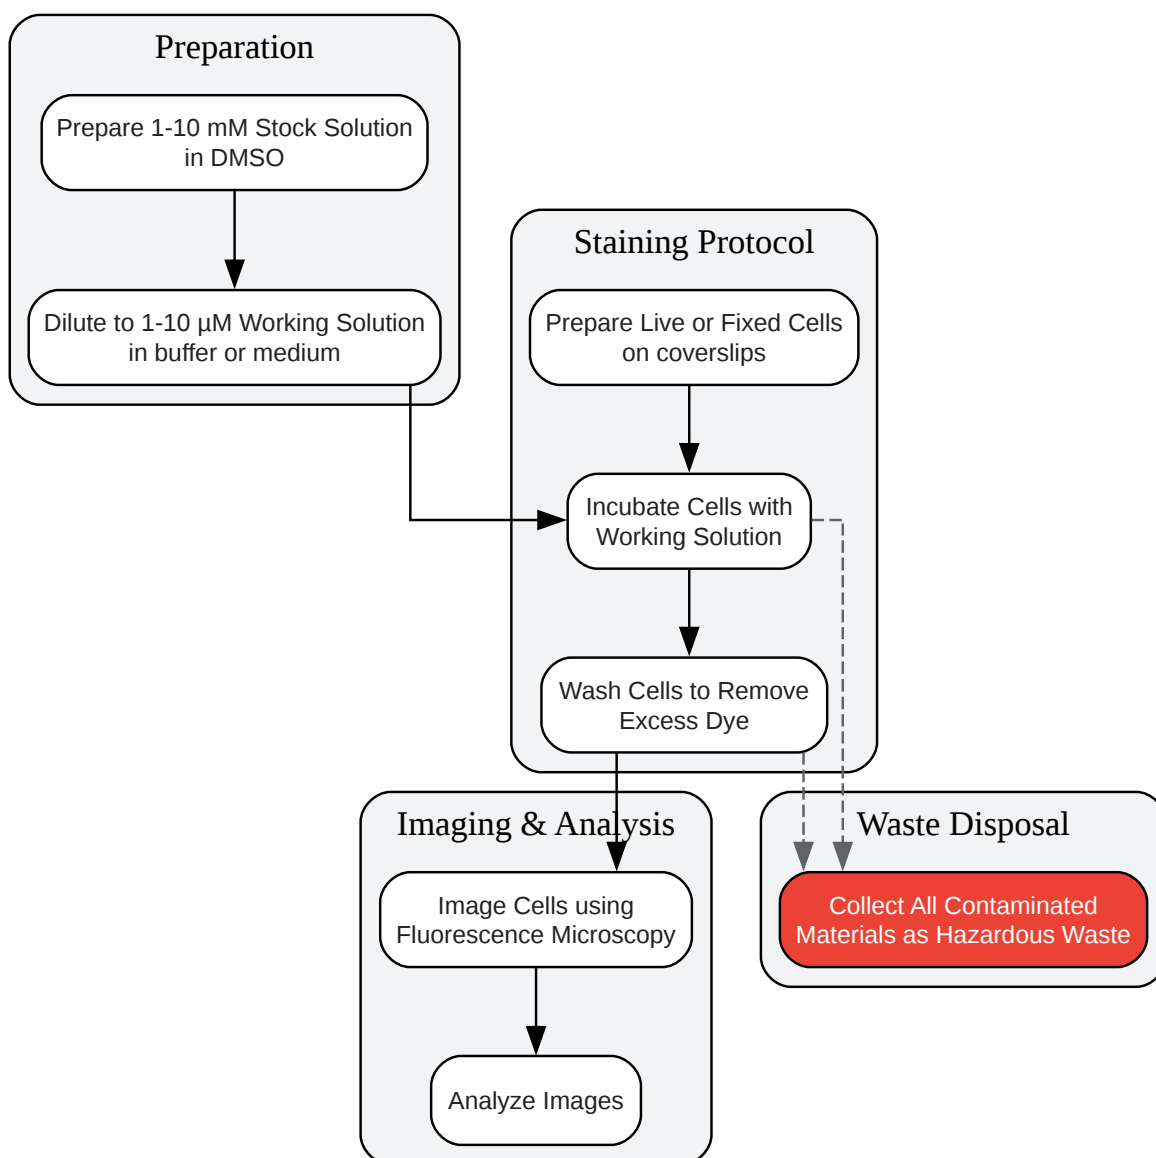 Preparation
Prepare 1-10 mM Stock Solution
in DMSO
Dilute to 1-10 µM Working Solution
in buffer or medium
Staining Protocol
Prepare Live or Fixed Cells
on coverslips
Incubate Cells with
Working Solution
Wash Cells to Remove
Excess Dye
Imaging & Analysis
Image Cells using
Fluorescence Microscopy
Analyze Images
Waste Disposal
Collect All Contaminated
Materials as Hazardous Waste